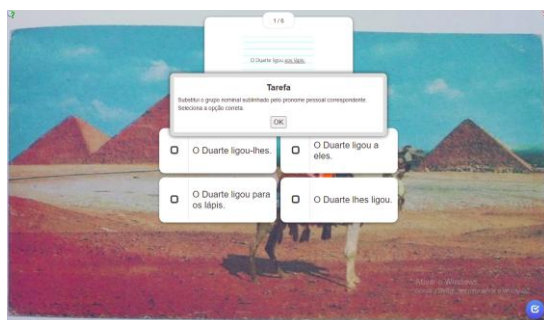 1 / 6
O Duarte ligou aos lápis.
Tarefa
Substitui o grupo nominal sublinhado pelo pronome pessoal correspondente.
Seleciona a opção correta.
OK
O Duarte ligou-lhes.
O Duarte ligou a
eles.
O Duarte ligou para
os lápis.
O Duarte lhes ligou.